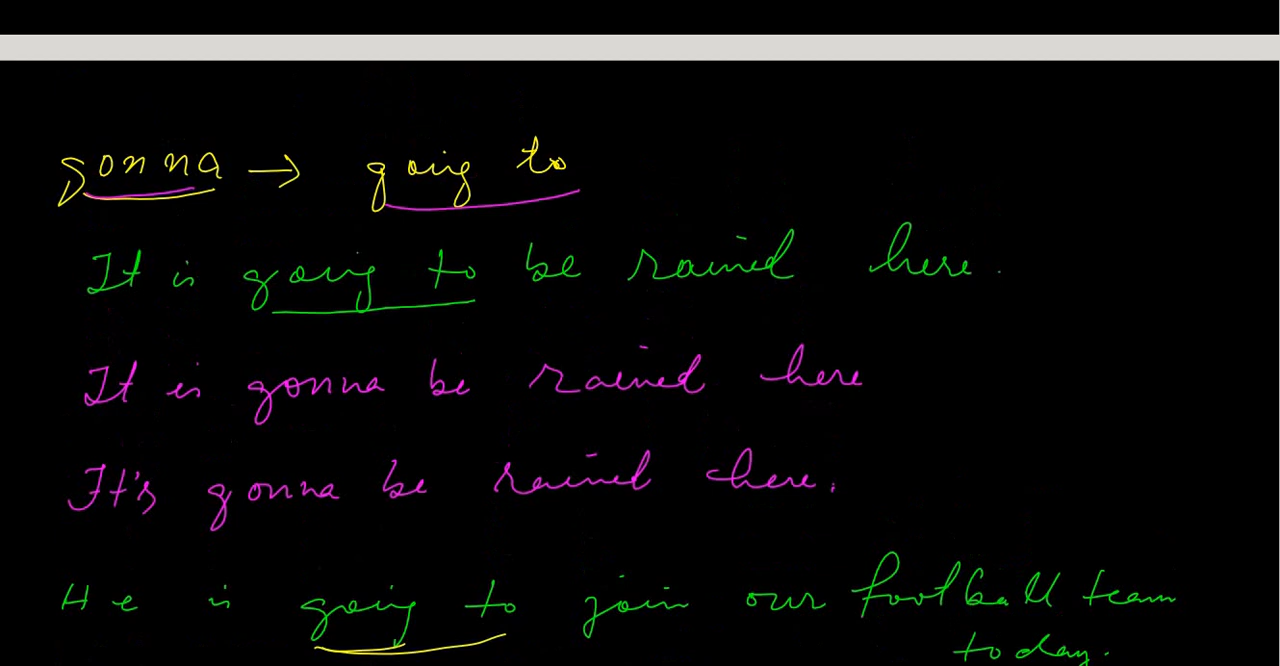 gonna → going to
It is going to be rained here.
It is gonna be rained here
It's gonna be rained here.
He is going to join our football team
today.